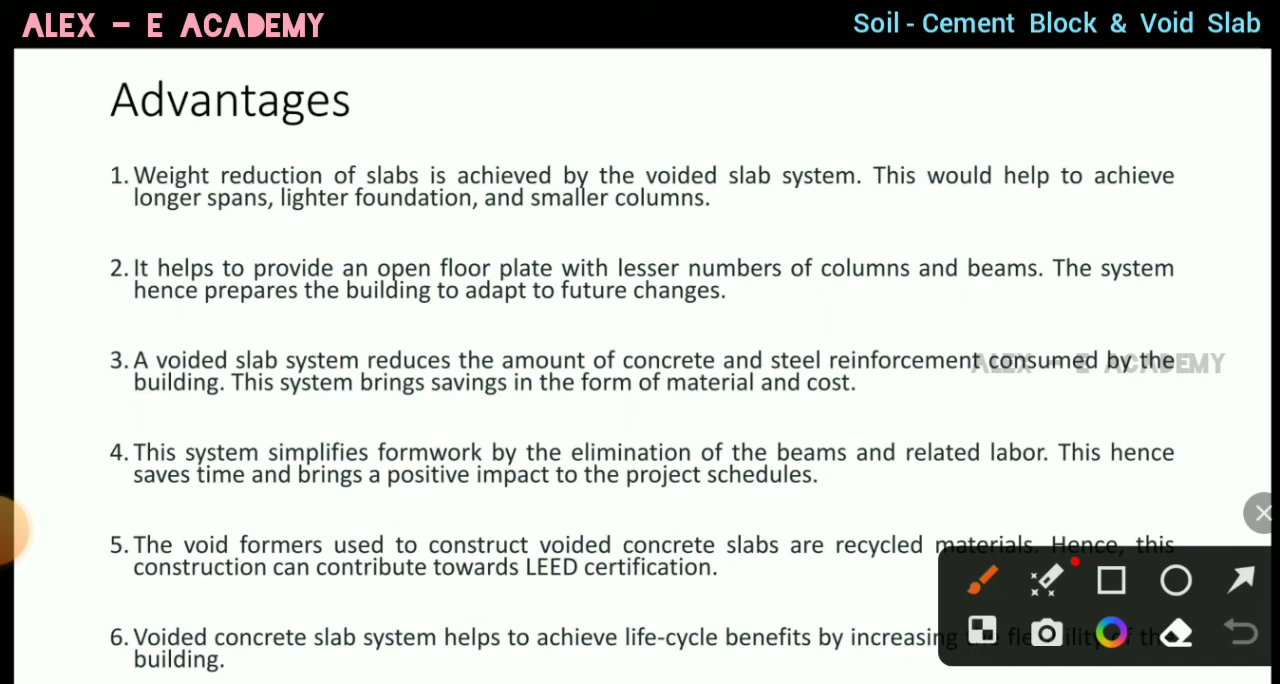 ALEX - E ACADEMY
Soil - Cement Block & Void Slab
Advantages
1. Weight reduction of slabs is achieved by the voided slab system. This would help to achieve
longer spans, lighter foundation, and smaller columns.
2. It helps to provide an open floor plate with lesser numbers of columns and beams. The system
hence prepares the building to adapt to future changes.
3. A voided slab system reduces the amount of concrete and steel reinforcement consumed by the
building. This system brings savings in the form of material and cost.
ALEX - E ACADEMY
4. This system simplifies formwork by the elimination of the beams and related labor. This hence
saves time and brings a positive impact to the project schedules.
5. The void formers used to construct voided concrete slabs are recycled materials. Hence, this
construction can contribute towards LEED certification.
6. Voided concrete slab system helps to achieve life-cycle benefits by increasing
building.